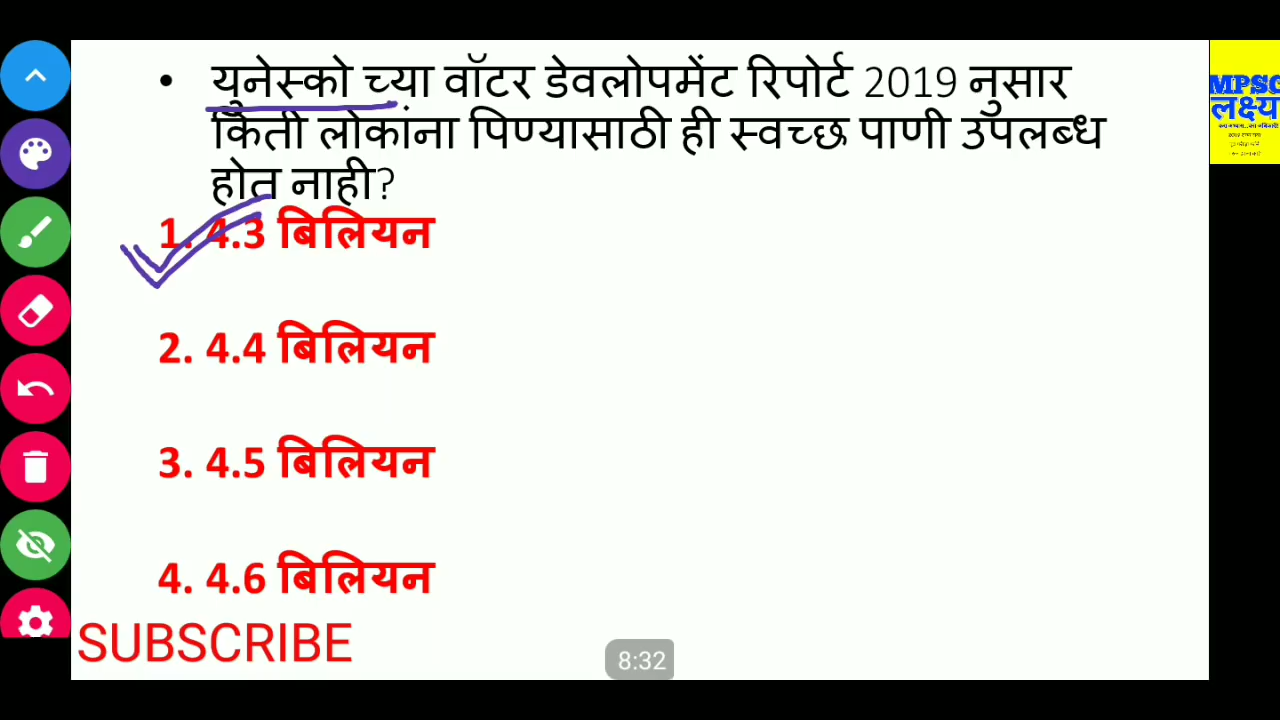 • युनेस्को च्या वॉटर डेवलोपमेंट रिपोर्ट 2019 नुसार
किती लोकांना पिण्यासाठी ही स्वच्छ पाणी उपलब्ध
होत नाही?
1. 4.3 बिलियन
2. 4.4 बिलियन
3. 4.5 बिलियन
4. 4.6 बिलियन
SUBSCRIBE
8:32
MPSC
लक्ष्य